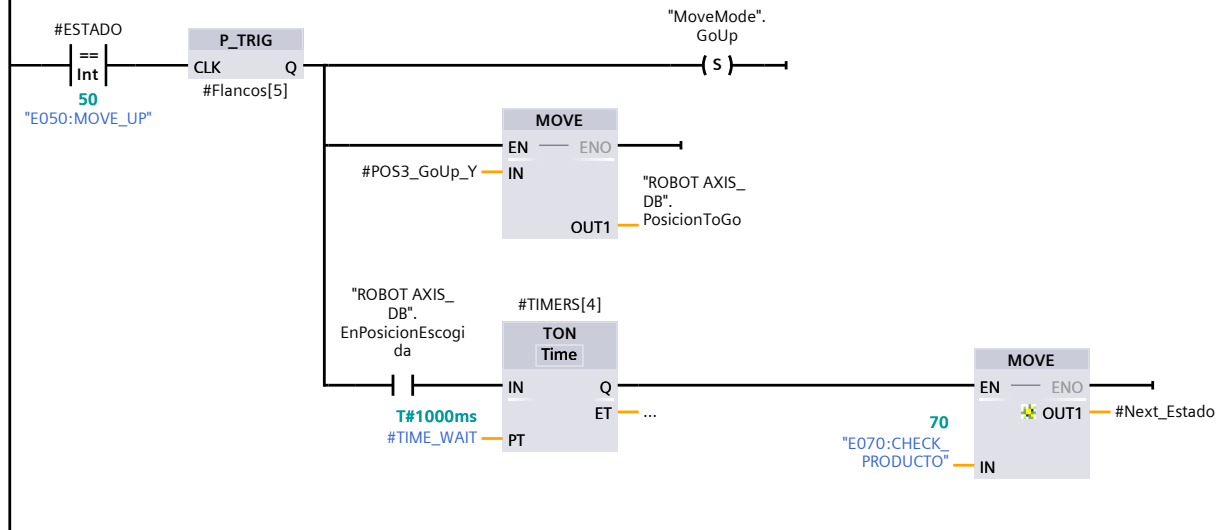 #ESTADO
==
Int
50
"E050:MOVE_UP"
P_TRIG
CLK
Q
#Flancos[5]
"MoveMode".
GoUp
S
MOVE
EN
ENO
#POS3_GoUp_Y
IN
OUT1
"ROBOT AXIS_
DB".
PosicionToGo
"ROBOT AXIS_
DB".
EnPosicionEscogi
da
#TIMERS[4]
TON
Time
IN
Q
T#1000ms
ET
...
#TIME_WAIT
PT
MOVE
EN
ENO
OUT1
#Next_Estado
70
"E070:CHECK_
PRODUCTO"
IN